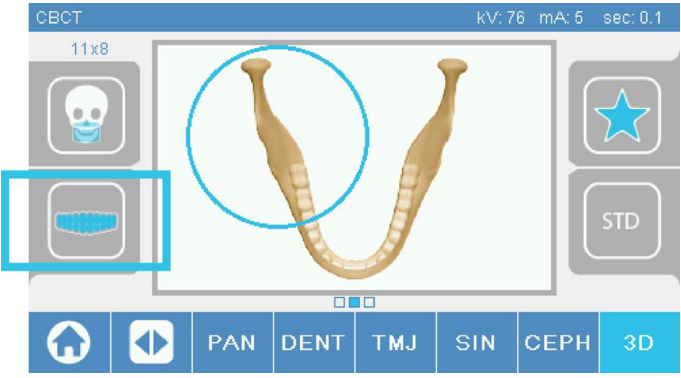 CBCT kV: 76 mA: 5 sec: 0.1
11x8
STD
PAN DENT TMJ SIN CEPH 3D